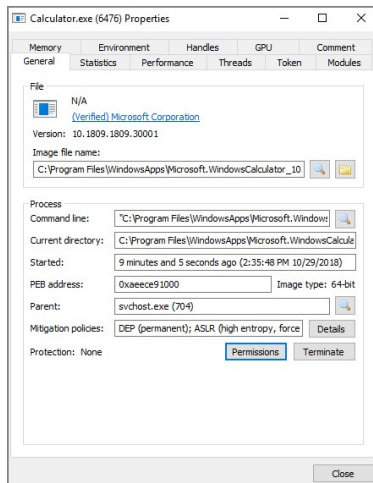 Calculator.exe (6476) Properties
Memory Environment Handles GPU Comment
General Statistics Performance Threads Token Modules
File
N/A
(Verified) Microsoft Corporation
Version: 10.1809.1809.30001
Image file name:
C:\Program Files\WindowsApps\Microsoft.WindowsCalculator_10
Process
Command line: "C:\Program Files\WindowsApps\Microsoft.Windows
Current directory: C:\Program Files\WindowsApps\Microsoft.WindowsCalcula
Started: 9 minutes and 5 seconds ago (2:35:48 PM 10/29/2018)
PEB address: 0xaeece91000 Image type: 64-bit
Parent: svchost.exe (704)
Mitigation policies: DEP (permanent); ASLR (high entropy, force Details
Protection: None Permissions Terminate
Close